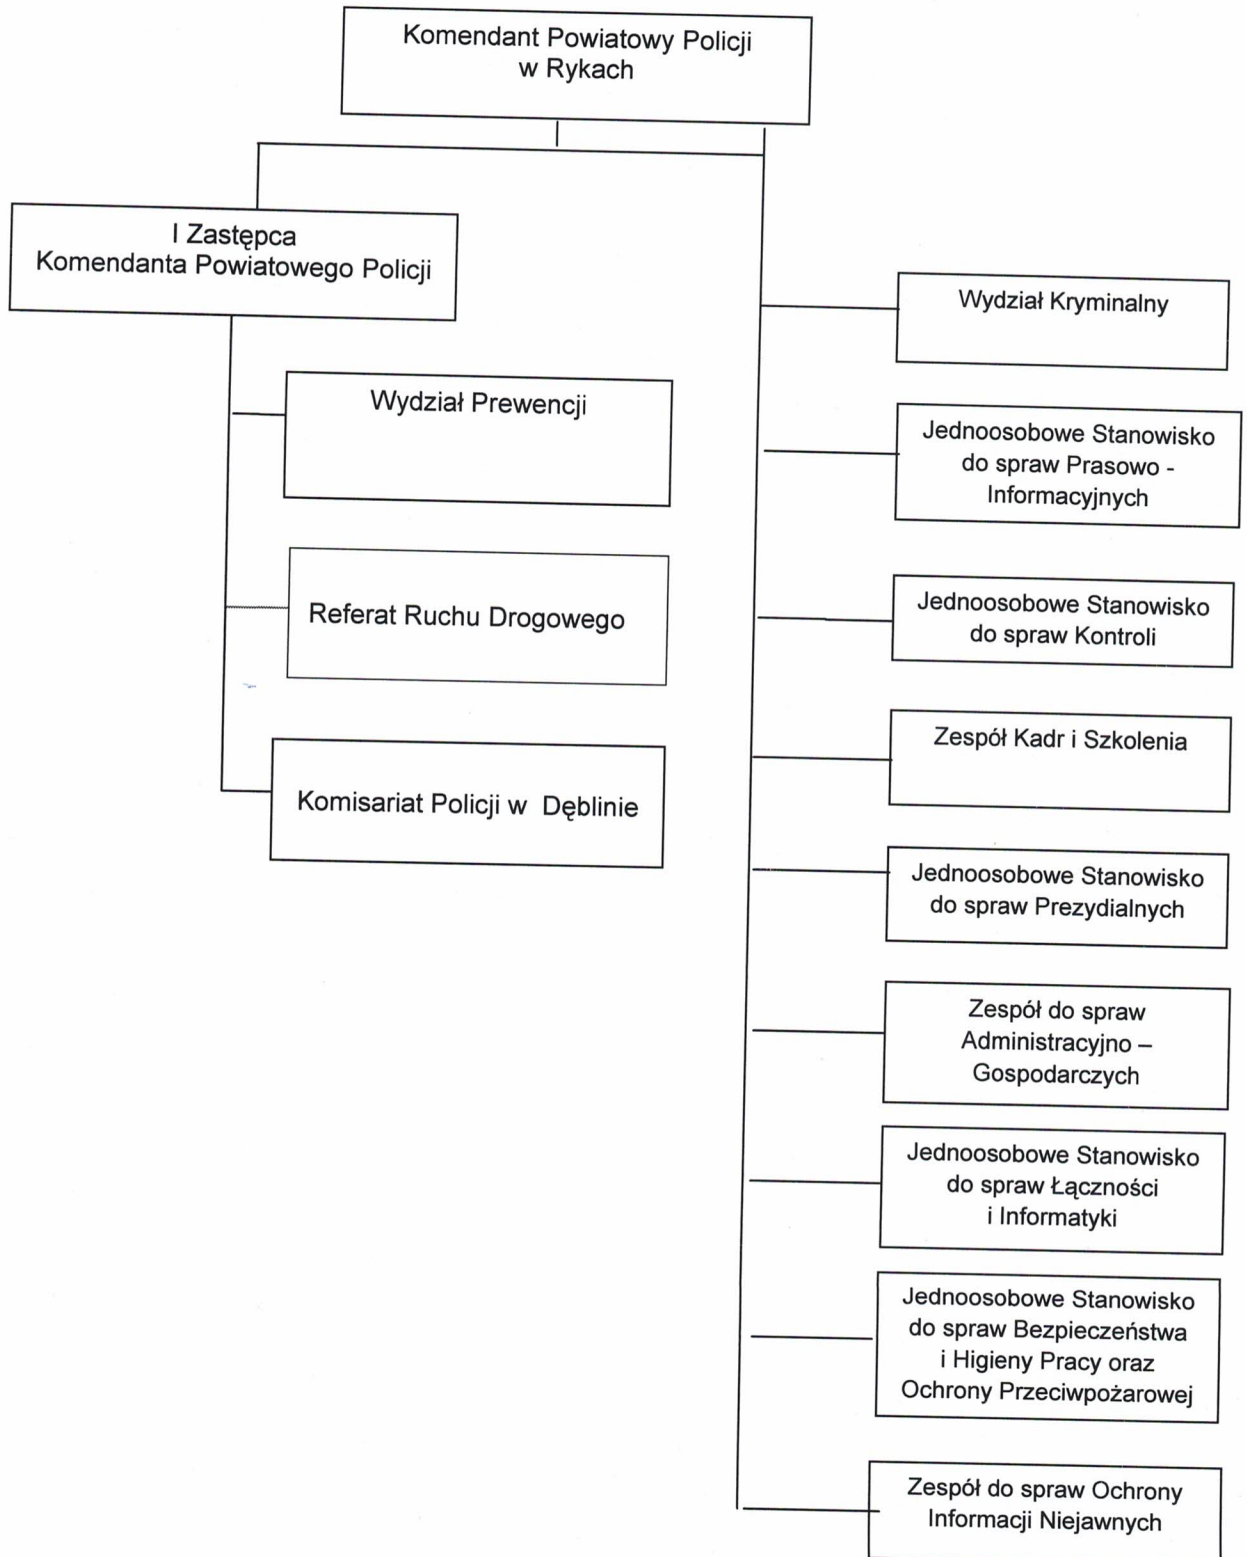 Komendant Powiatowy Policji
w Rykach
I Zastępca
Komendanta Powiatowego Policji
Wydział Prewencji
Referat Ruchu Drogowego
Komisariat Policji w Dęblinie
Wydział Kryminalny
Jednoosobowe Stanowisko
do spraw Prasowo -
Informacyjnych
Jednoosobowe Stanowisko
do spraw Kontroli
Zespół Kadr i Szkolenia
Jednoosobowe Stanowisko
do spraw Prezydialnych
Zespół do spraw
Administracyjno –
Gospodarczych
Jednoosobowe Stanowisko
do spraw Łączności
i Informatyki
Jednoosobowe Stanowisko
do spraw Bezpieczeństwa
i Higieny Pracy oraz
Ochrony Przeciwpożarowej
Zespół do spraw Ochrony
Informacji Niejawnych